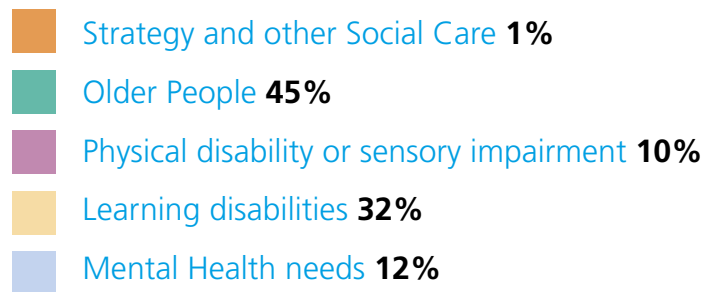 Strategy and other Social Care 1%
Older People 45%
Physical disability or sensory impairment 10%
Learning disabilities 32%
Mental Health needs 12%